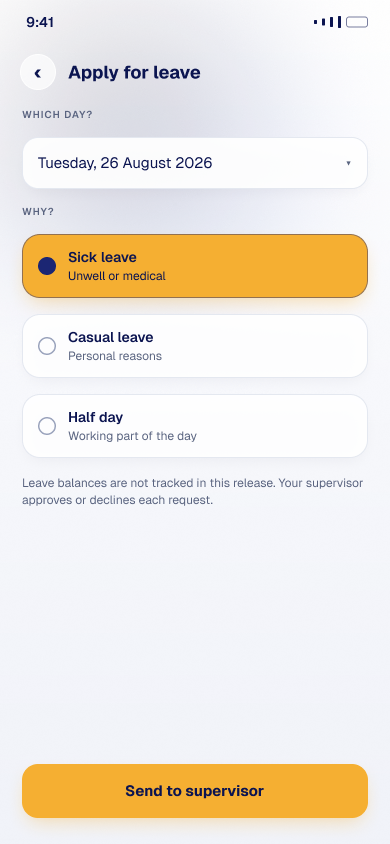 9:41
Apply for leave
WHICH DAY?
Tuesday, 26 August 2026
WHY?
Sick leave
Unwell or medical
Casual leave
Personal reasons
Half day
Working part of the day
Leave balances are not tracked in this release. Your supervisor
approves or declines each request.
Send to supervisor